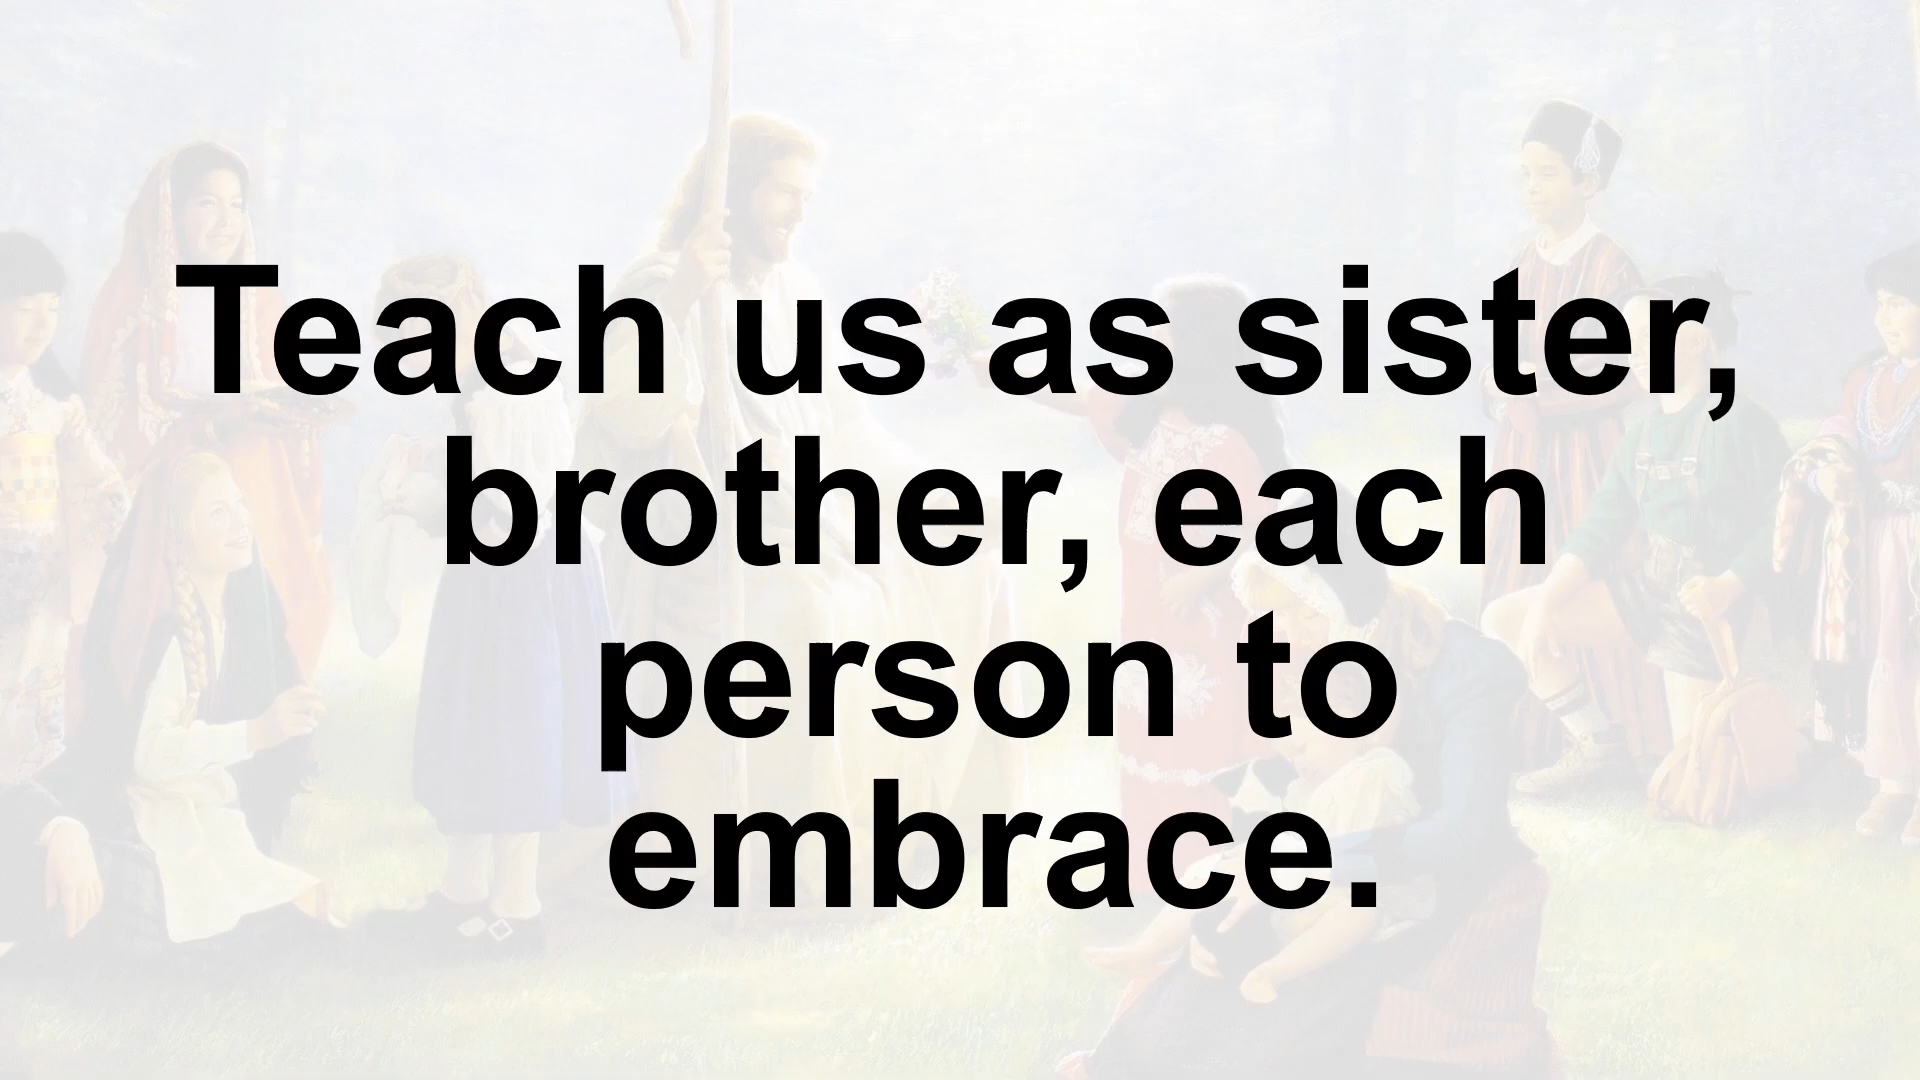 Teach us as sister,
brother, each
person to
embrace.